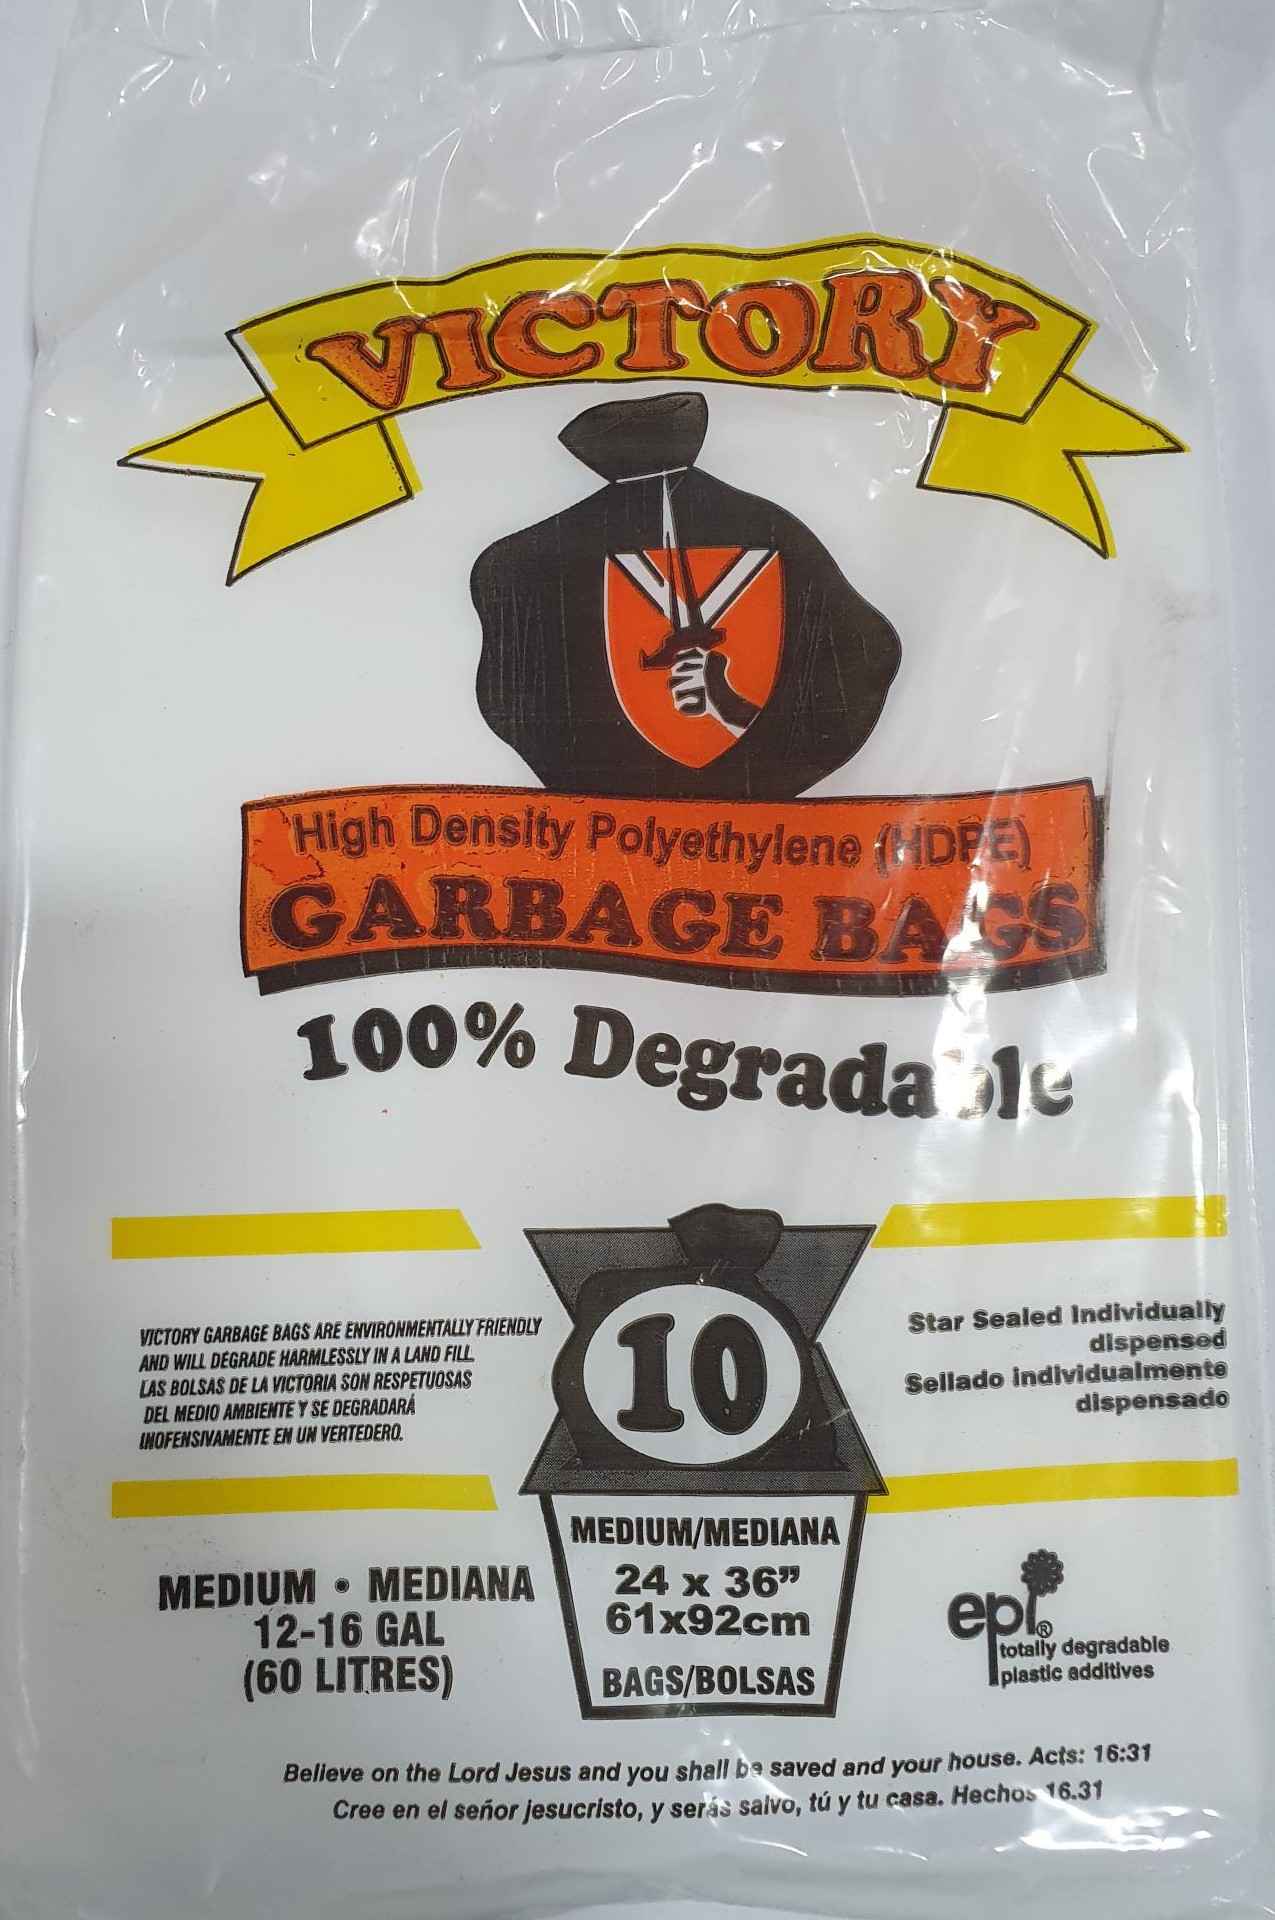 VICTORY
High Density Polyethylene (HDPE)
GARBAGE BAGS
100% Degradable
VICTORY GARBAGE BAGS ARE ENVIRONMENTALLY FRIENDLY
AND WILL DEGRADE HARMLESSLY IN A LAND FILL.
LAS BOLSAS DE LA VICTORIA SON RESPETUOSAS
DEL MEDIO AMBIENTE Y SE DEGRADARÁ
INOFENSIVAMENTE EN UN VERTEDERO.
10
Star Sealed Individually
dispensed
Sellado individualmente
dispensado
MEDIUM • MEDIANA
12-16 GAL
(60 LITRES)
MEDIUM/MEDIANA
24 x 36”
61x92cm
BAGS/BOLSAS
epi®
totally degradable
plastic additives
Believe on the Lord Jesus and you shall be saved and your house. Acts: 16:31
Cree en el señor jesucristo, y serás salvo, tú y tu casa. Hechos 16.31